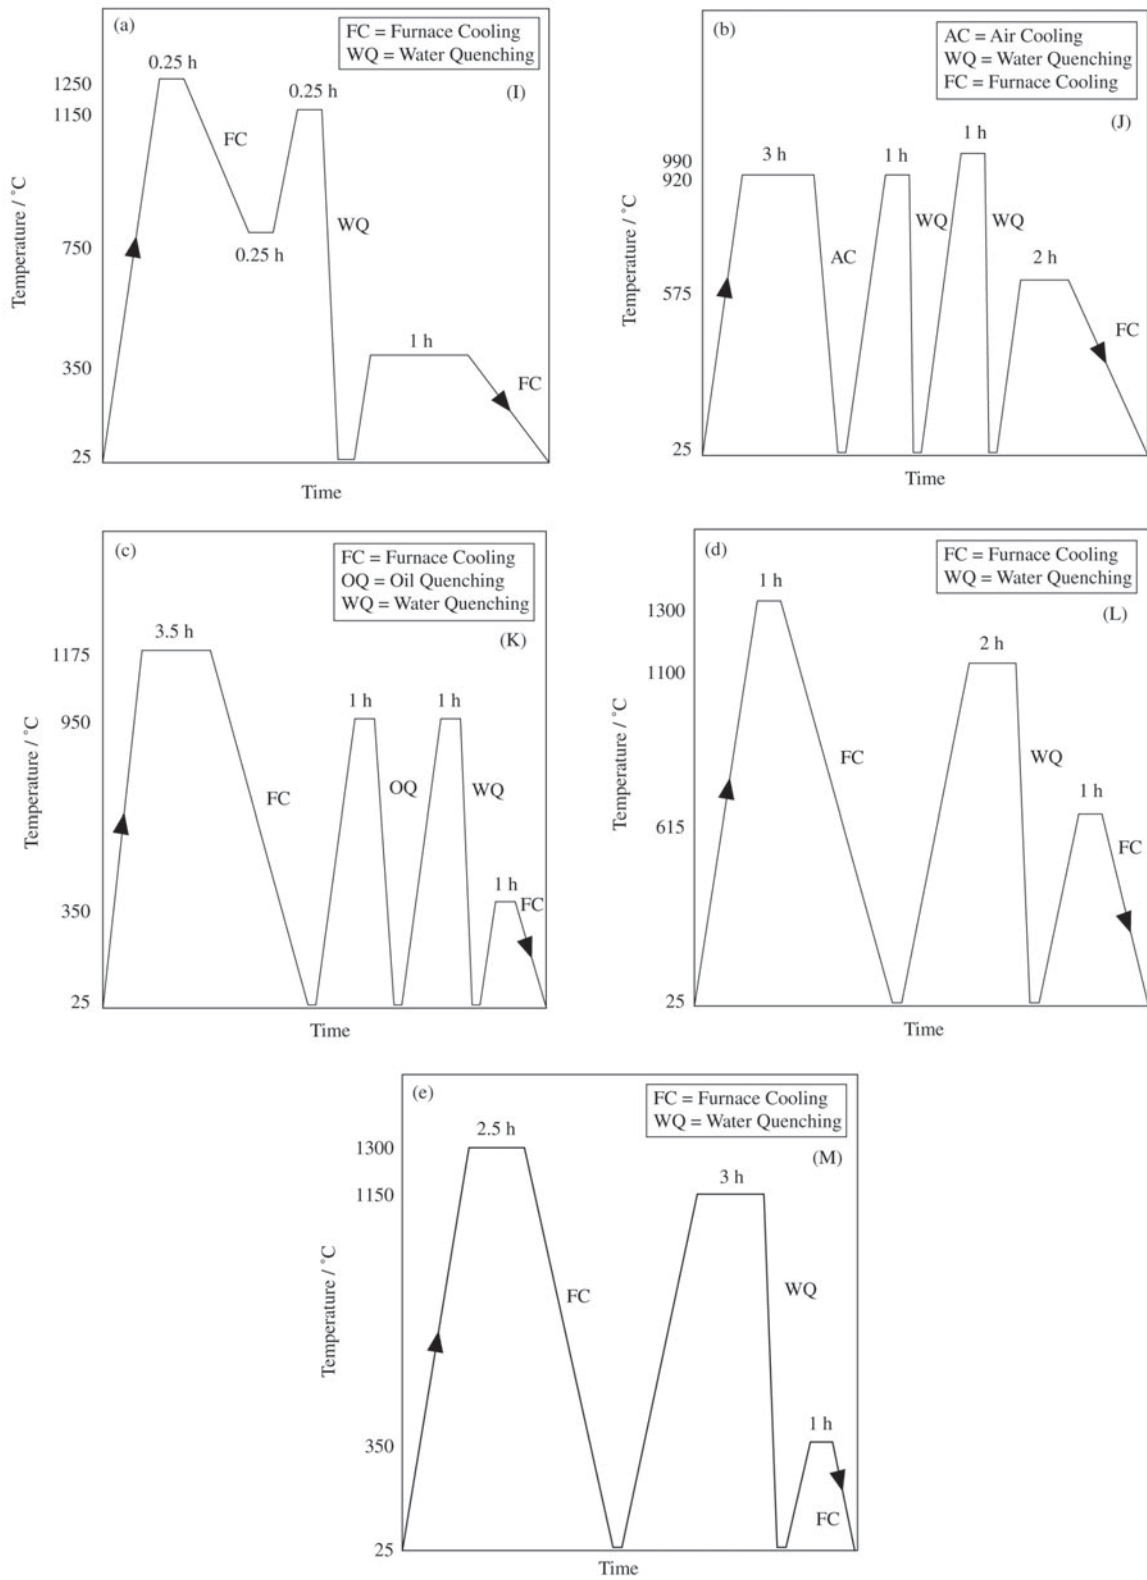 (a)
FC = Furnace Cooling
WQ = Water Quenching
(I)
0.25 h
0.25 h
1250
1150
FC
WQ
0.25 h
750
1 h
350
FC
25
Temperature / °C
Time
(b)
AC = Air Cooling
WQ = Water Quenching
FC = Furnace Cooling
(J)
1 h
3 h
1 h
990
920
WQ
WQ
AC
2 h
575
FC
25
Temperature / °C
Time
(c)
FC = Furnace Cooling
OQ = Oil Quenching
WQ = Water Quenching
(K)
3.5 h
1175
1 h
1 h
950
FC
OQ
WQ
1 h
FC
350
25
Temperature / °C
Time
(d)
FC = Furnace Cooling
WQ = Water Quenching
(L)
1 h
1300
2 h
1100
FC
WQ
1 h
615
FC
25
Temperature / °C
Time
(e)
FC = Furnace Cooling
WQ = Water Quenching
(M)
2.5 h
1300
3 h
1150
FC
WQ
1 h
350
FC
25
Temperature / °C
Time